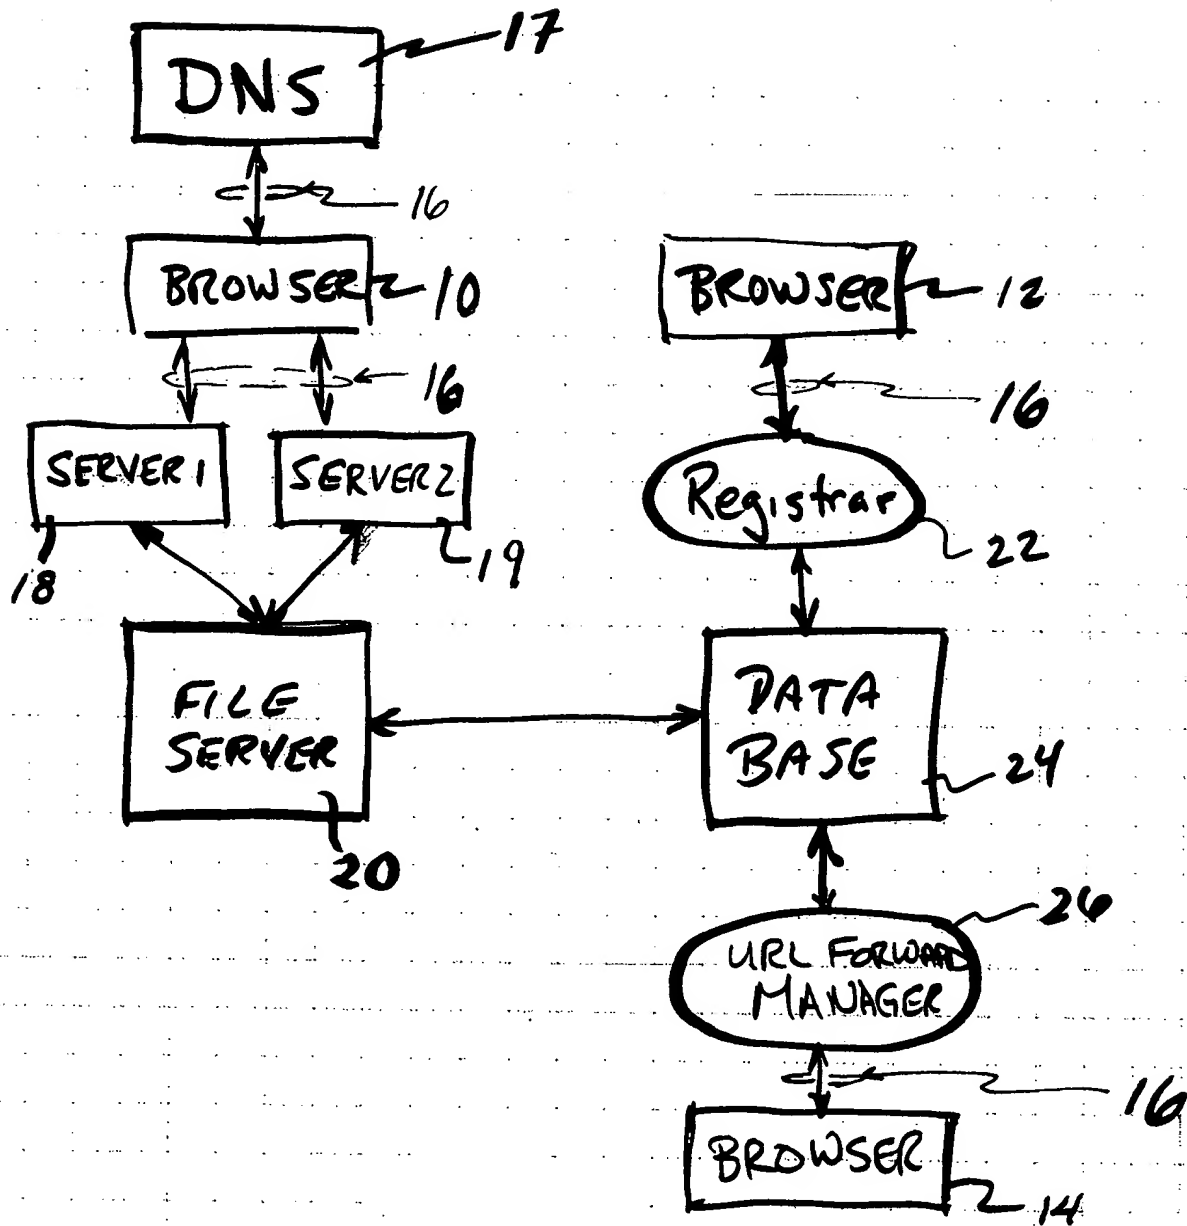 DNS
17
16
BROWSER
10
BROWSER
12
16
16
SERVER 1
SERVER 2
Registrar
18
19
22
FILE
SERVER
20
DATA
BASE
24
URL FORWARD
MANAGER
26
16
BROWSER
14